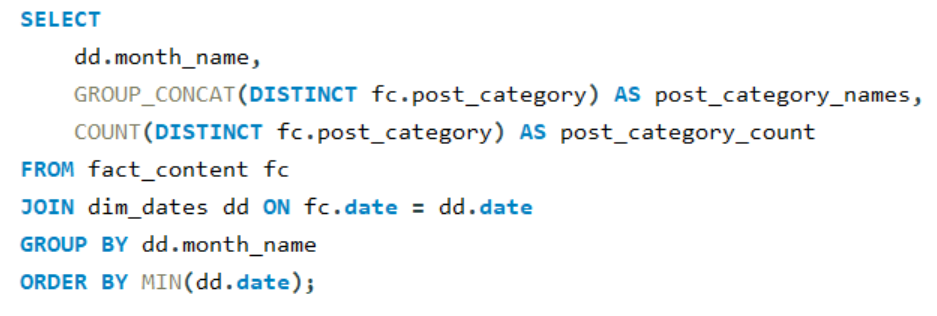 SELECT
dd.month_name,
GROUP_CONCAT(DISTINCT fc.post_category) AS post_category_names,
COUNT(DISTINCT fc.post_category) AS post_category_count
FROM fact_content fc
JOIN dim_dates dd ON fc.date = dd.date
GROUP BY dd.month_name
ORDER BY MIN(dd.date);